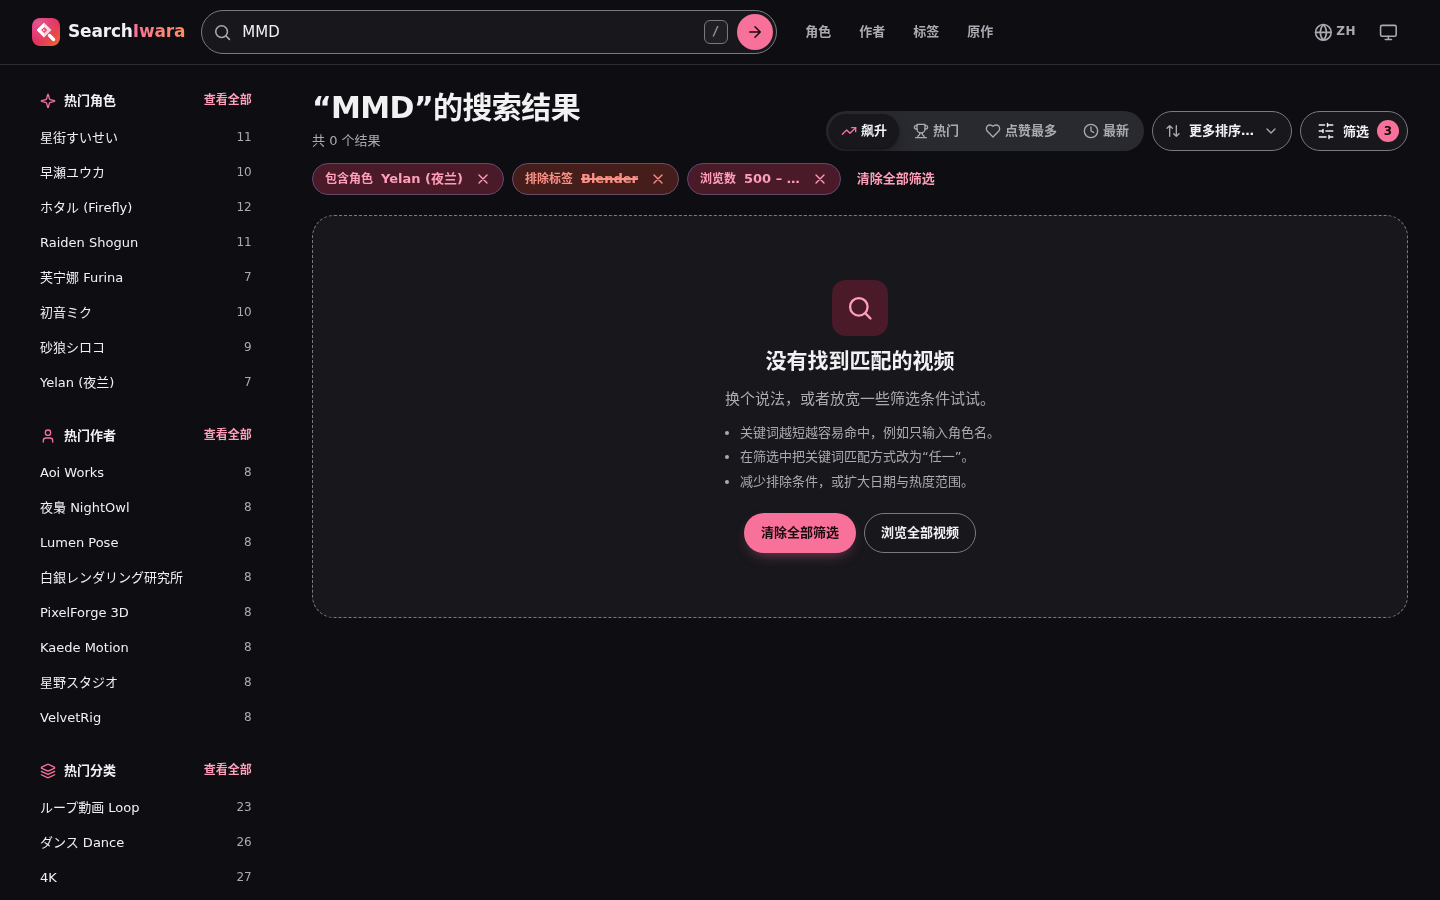 SearchIwara
MMD
/
角色
作者
标签
原作
ZH
热门角色
查看全部
星街すいせい 11
早瀬ユウカ 10
ホタル (Firefly) 12
Raiden Shogun 11
芙宁娜 Furina 7
初音ミク 10
砂狼シロコ 9
Yelan (夜兰) 7
热门作者
查看全部
Aoi Works 8
夜梟 NightOwl 8
Lumen Pose 8
白銀レンダリング研究所 8
PixelForge 3D 8
Kaede Motion 8
星野スタジオ 8
VelvetRig 8
热门分类
查看全部
ループ動画 Loop 23
ダンス Dance 26
4K 27
“MMD”的搜索结果
共 0 个结果
飙升
热门
点赞最多
最新
更多排序...
筛选 3
包含角色 Yelan (夜兰)
排除标签 Blender
浏览数 500 – ...
清除全部筛选
没有找到匹配的视频
换个说法，或者放宽一些筛选条件试试。
• 关键词越短越容易命中，例如只输入角色名。
• 在筛选中把关键词匹配方式改为“任一”。
• 减少排除条件，或扩大日期与热度范围。
清除全部筛选
浏览全部视频